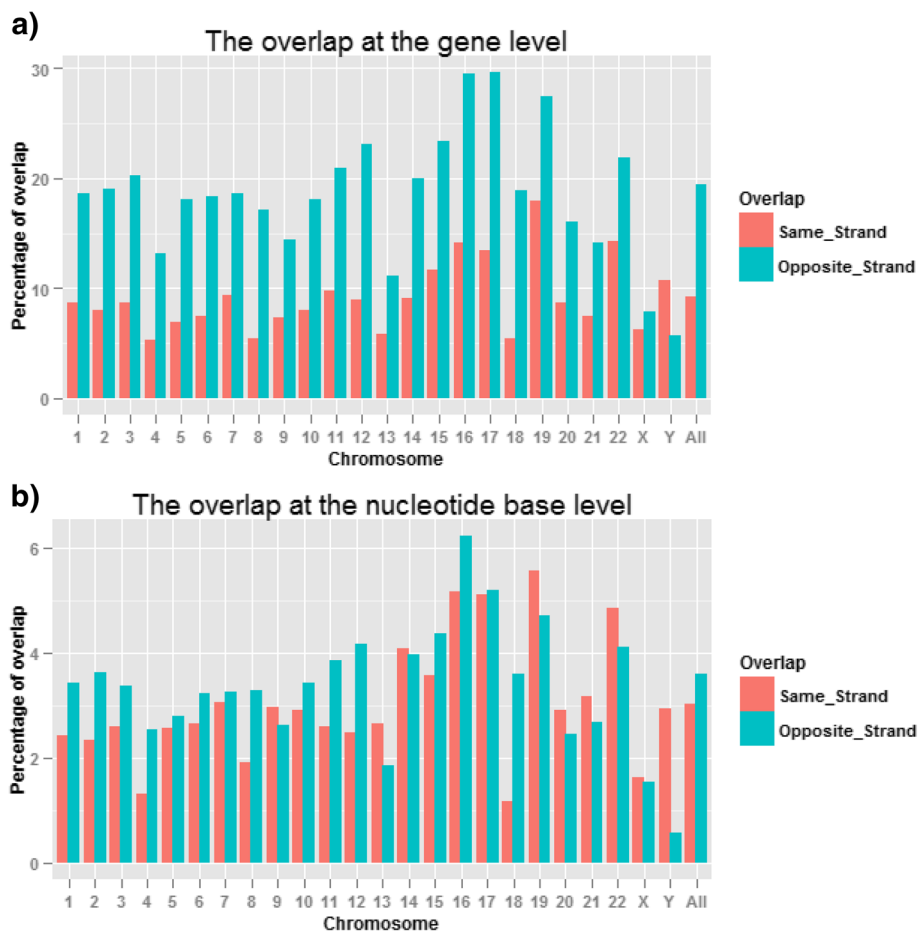 a)
The overlap at the gene level
Percentage of overlap
30
20
10
0
1 2 3 4 5 6 7 8 9 10 11 12 13 14 15 16 17 18 19 20 21 22 X Y All
Chromosome
Overlap
Same_Strand
Opposite_Strand
b)
The overlap at the nucleotide base level
Percentage of overlap
6
4
2
0
1 2 3 4 5 6 7 8 9 10 11 12 13 14 15 16 17 18 19 20 21 22 X Y All
Chromosome
Overlap
Same_Strand
Opposite_Strand